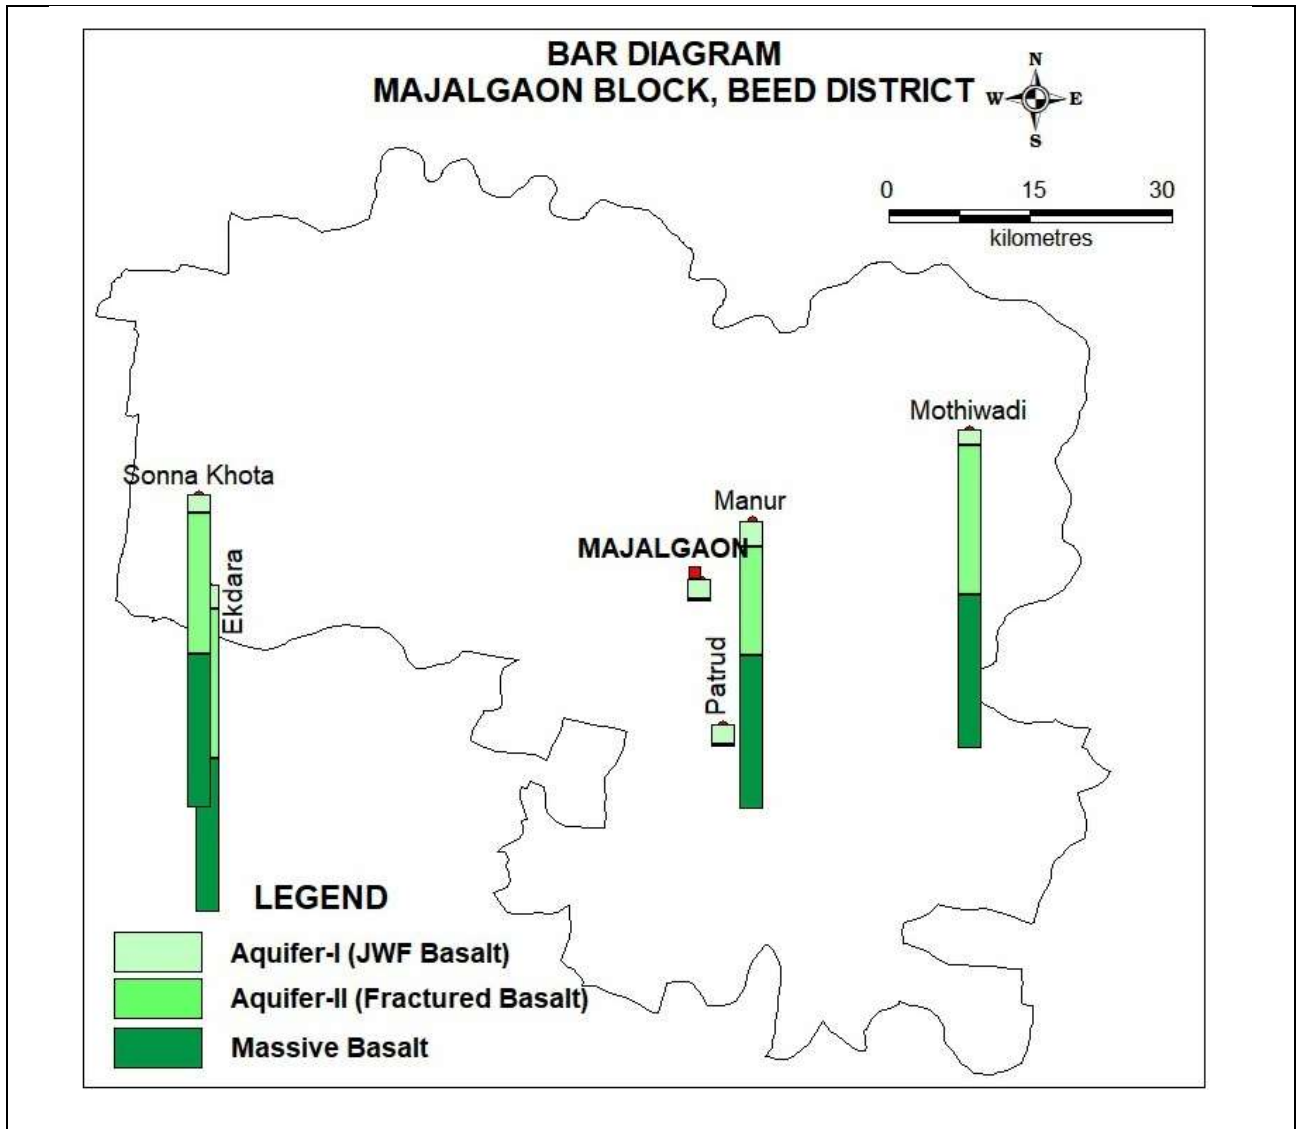 BAR DIAGRAM
MAJALGAON BLOCK, BEED DISTRICT
N
W E
S
0 15 30
kilometres
Mothiwadi
Sonna Khota
Manur
MAJALGAON
Ekdara
Patrud
LEGEND
Aquifer-I (JWF Basalt)
Aquifer-II (Fractured Basalt)
Massive Basalt